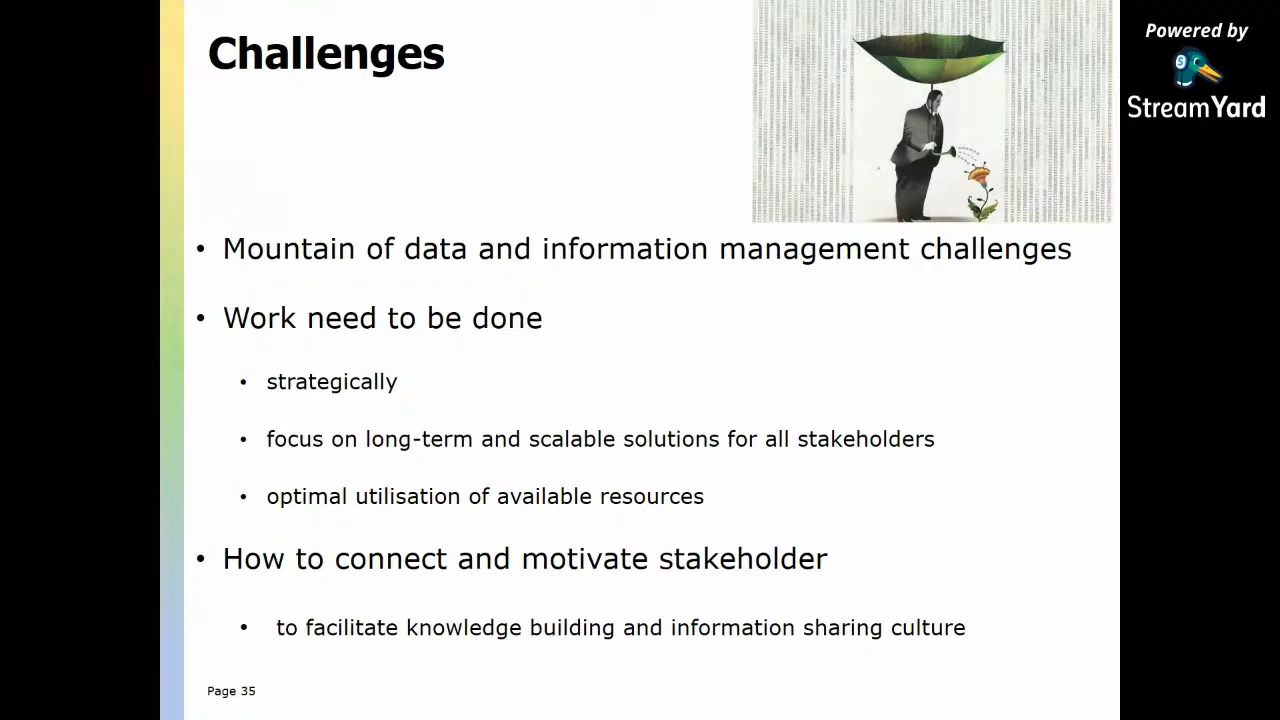 Challenges
Powered by
StreamYard
• Mountain of data and information management challenges
• Work need to be done
• strategically
• focus on long-term and scalable solutions for all stakeholders
• optimal utilisation of available resources
• How to connect and motivate stakeholder
• to facilitate knowledge building and information sharing culture
Page 35